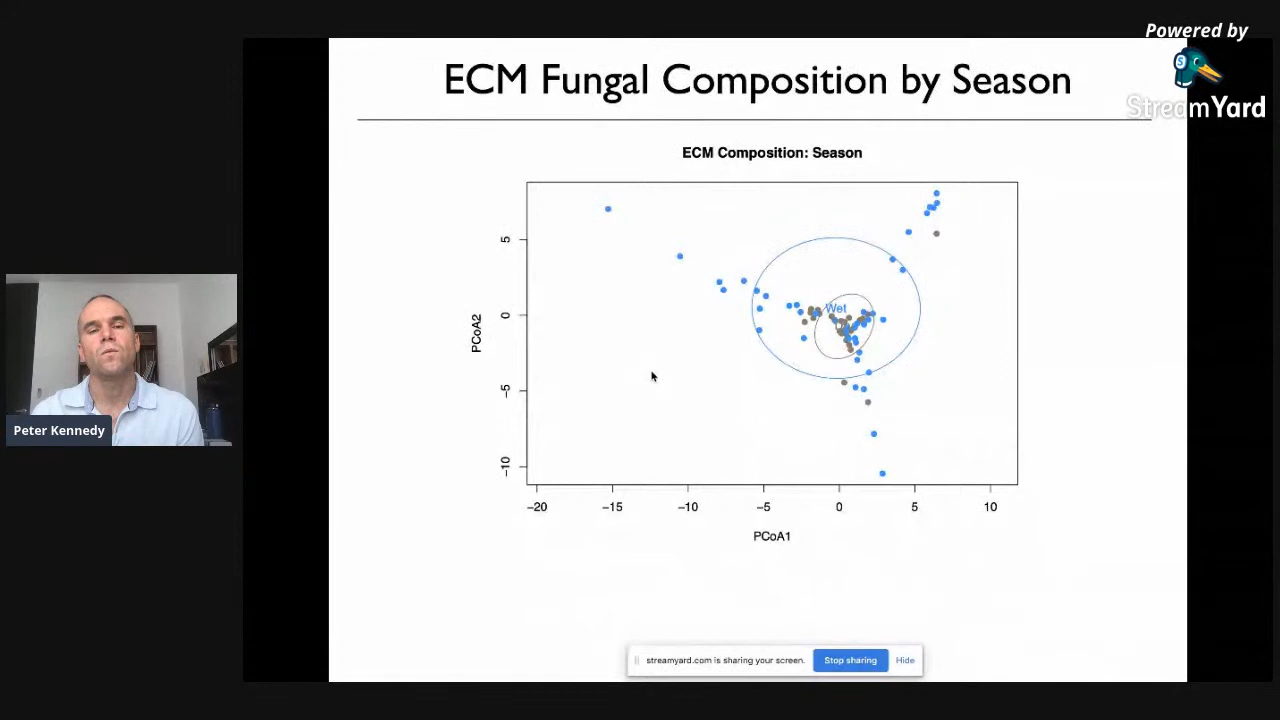 Powered by
StreamYard
ECM Fungal Composition by Season
ECM Composition: Season
PCoA2
5
0
−5
−10
Wet
−20
−15
−10
−5
0
5
10
PCoA1
Peter Kennedy
streamyard.com is sharing your screen.
Stop sharing
Hide